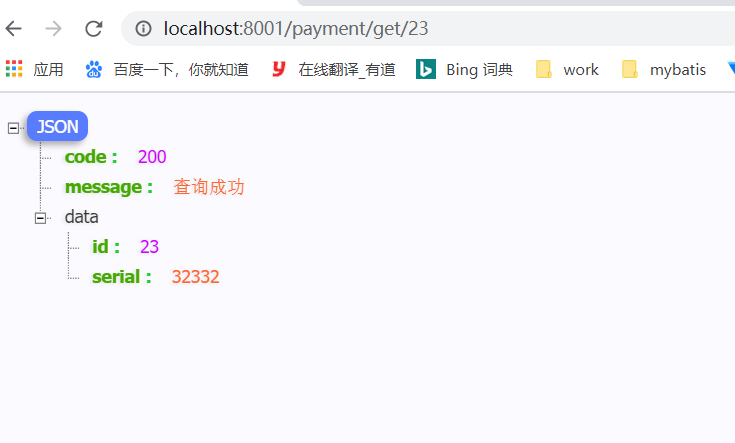 localhost:8001/payment/get/23
应用 百度一下，你就知道 在线翻译_有道 Bing 词典 work mybatis
JSON
code : 200
message : 查询成功
data
id : 23
serial : 32332